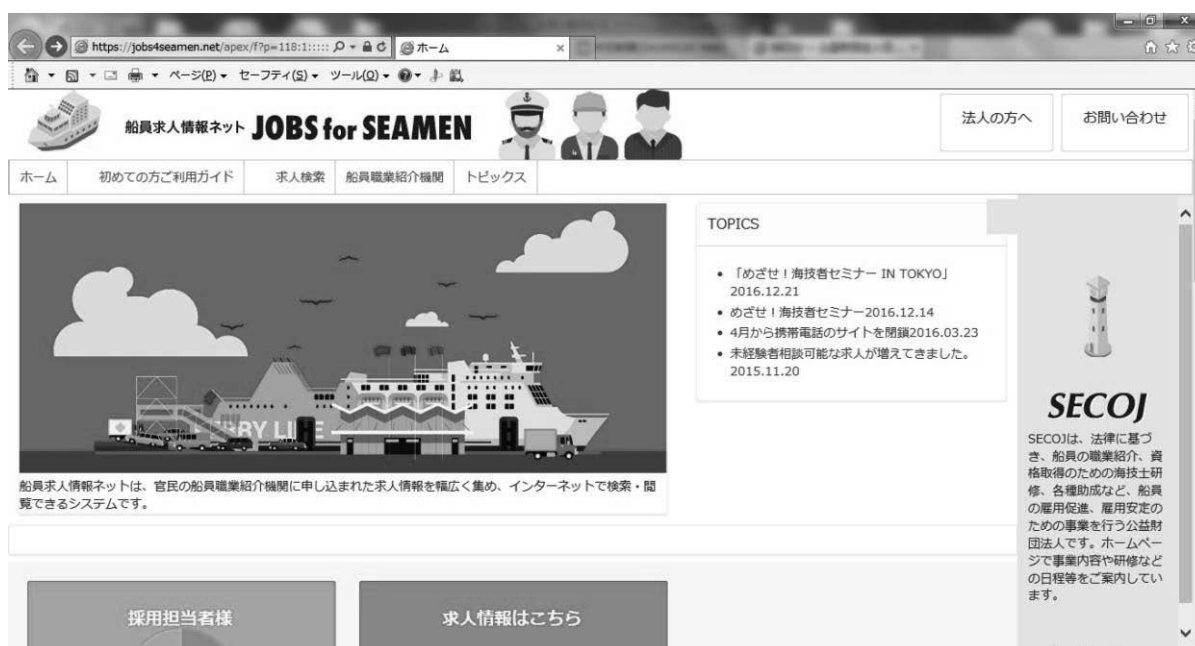 https://jobs4seamen.net/apex/f?p=118:1:::::
ホーム
ページ(P)
セーフティ(S)
ツール(O)
船員求人情報ネット JOBS for SEAMEN
法人の方へ
お問い合わせ
ホーム
初めての方ご利用ガイド
求人検索
船員職業紹介機関
トピックス
FERRY LINE
船員求人情報ネットは、官民の船員職業紹介機関に申し込まれた求人情報を幅広く集め、インターネットで検索・閲
覧できるシステムです。
TOPICS
• 「めざせ！海技者セミナー IN TOKYO」
2016.12.21
• めざせ！海技者セミナー2016.12.14
• 4月から携帯電話のサイトを閉鎖2016.03.23
• 未経験者相談可能な求人が増えてきました。
2015.11.20
SECOJ
SECOJは、法律に基づ
き、船員の職業紹介、資
格取得のための海技士研
修、各種助成など、船員
の雇用促進、雇用安定の
ための事業を行う公益財
団法人です。ホームペー
ジで事業内容や研修など
の日程等をご案内してい
ます。
採用担当者様
求人情報はこちら